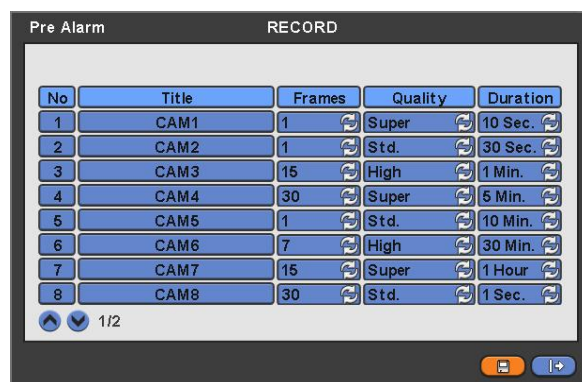 Pre Alarm RECORD
No Title Frames Quality Duration
1 CAM1 1 Super 10 Sec.
2 CAM2 1 Std. 30 Sec.
3 CAM3 15 High 1 Min.
4 CAM4 30 Super 5 Min.
5 CAM5 1 Std. 10 Min.
6 CAM6 7 High 30 Min.
7 CAM7 15 Super 1 Hour
8 CAM8 30 Std. 1 Sec.
1/2